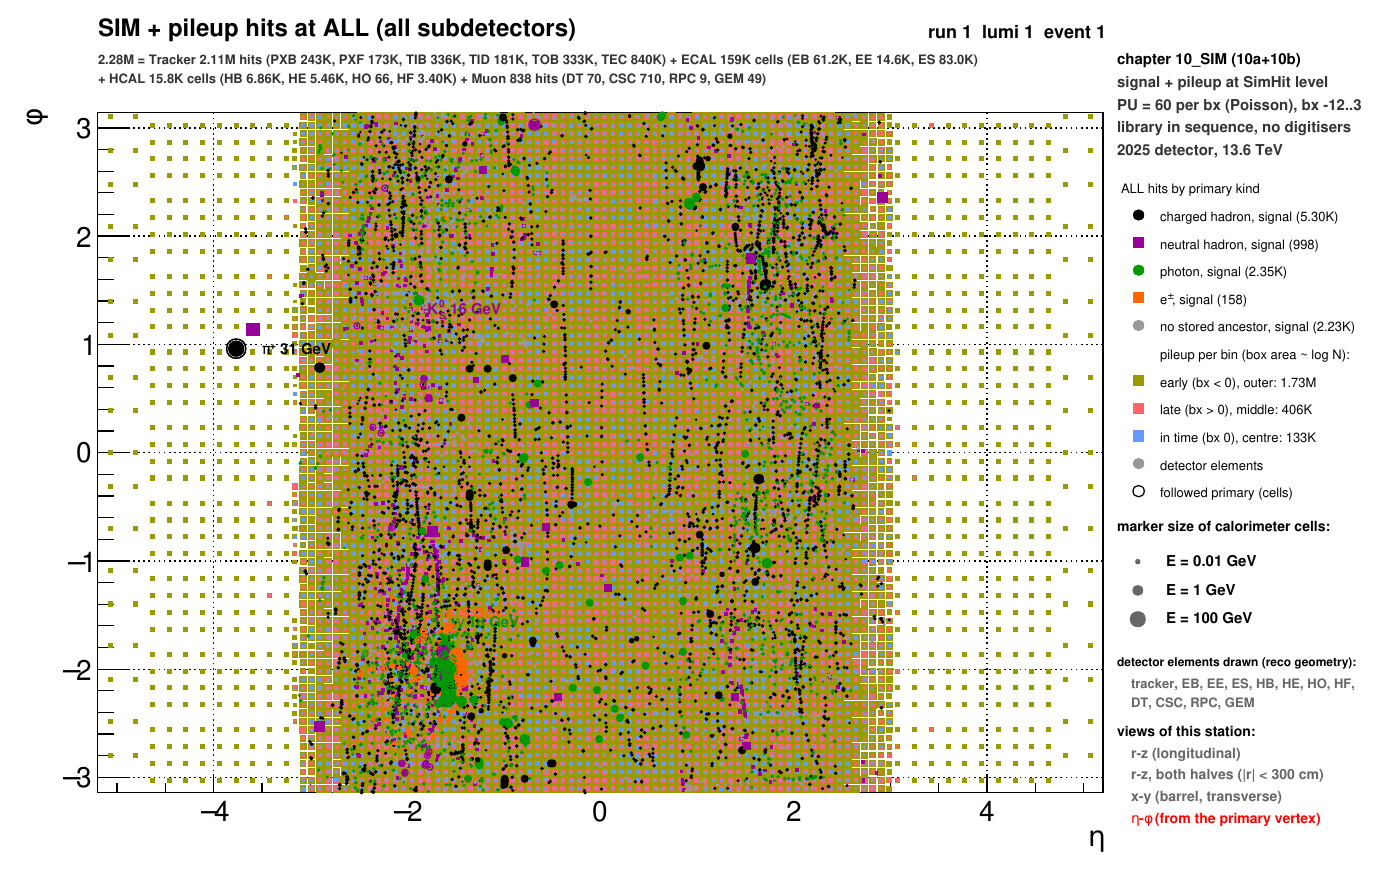 SIM + pileup hits at ALL (all subdetectors)
run 1 lumi 1 event 1
2.28M = Tracker 2.11M hits (PXB 243K, PXF 173K, TIB 336K, TID 181K, TOB 333K, TEC 840K) + ECAL 159K cells (EB 61.2K, EE 14.6K, ES 83.0K)
+ HCAL 15.8K cells (HB 6.86K, HE 5.46K, HO 66, HF 3.40K) + Muon 838 hits (DT 70, CSC 710, RPC 9, GEM 49)
φ
3
2
1
0
−1
−2
−3
−4
−2
0
2
4
η
16 GeV
31 GeV
chapter 10_SIM (10a+10b)
signal + pileup at SimHit level
PU = 60 per bx (Poisson), bx -12..3
library in sequence, no digitisers
2025 detector, 13.6 TeV
ALL hits by primary kind
charged hadron, signal (5.30K)
neutral hadron, signal (998)
photon, signal (2.35K)
e±, signal (158)
no stored ancestor, signal (2.23K)
pileup per bin (box area ~ log N):
early (bx < 0), outer: 1.73M
late (bx > 0), middle: 406K
in time (bx 0), centre: 133K
detector elements
followed primary (cells)
marker size of calorimeter cells:
E = 0.01 GeV
E = 1 GeV
E = 100 GeV
detector elements drawn (reco geometry):
tracker, EB, EE, ES, HB, HE, HO, HF,
DT, CSC, RPC, GEM
views of this station:
r-z (longitudinal)
r-z, both halves (|r| < 300 cm)
x-y (barrel, transverse)
η-φ (from the primary vertex)